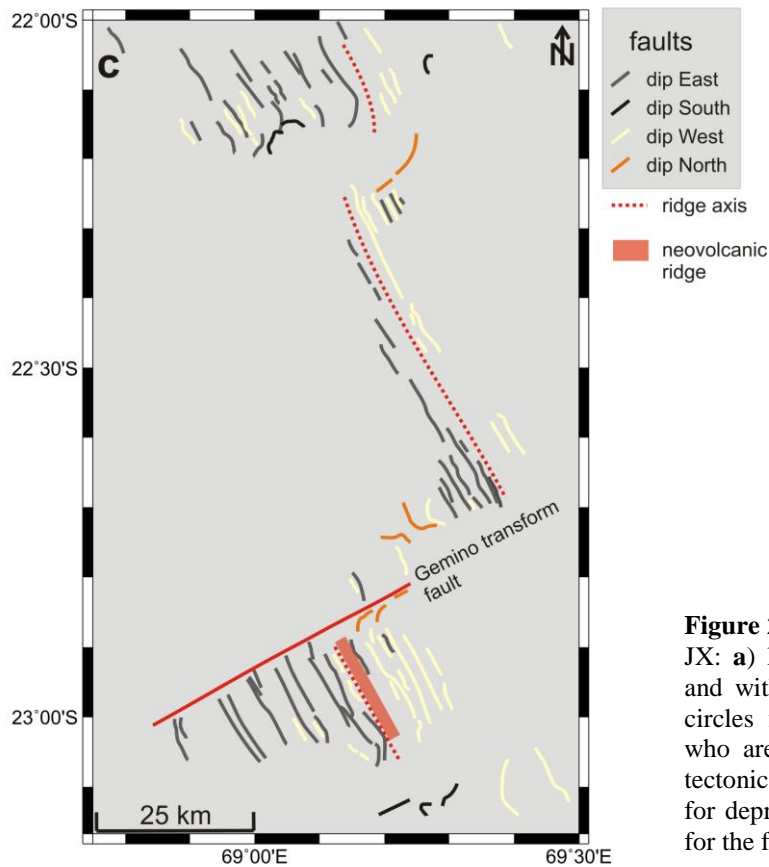 22°00'S
c
N
faults
dip East
dip South
dip West
dip North
ridge axis
neovolcanic
ridge
22°30'S
Gemino transform
fault
23°00'S
25 km
69°00'E
69°30'E
Figure 2
JX: a)
and wit
circles
who are
tectonic
for depr
for the f